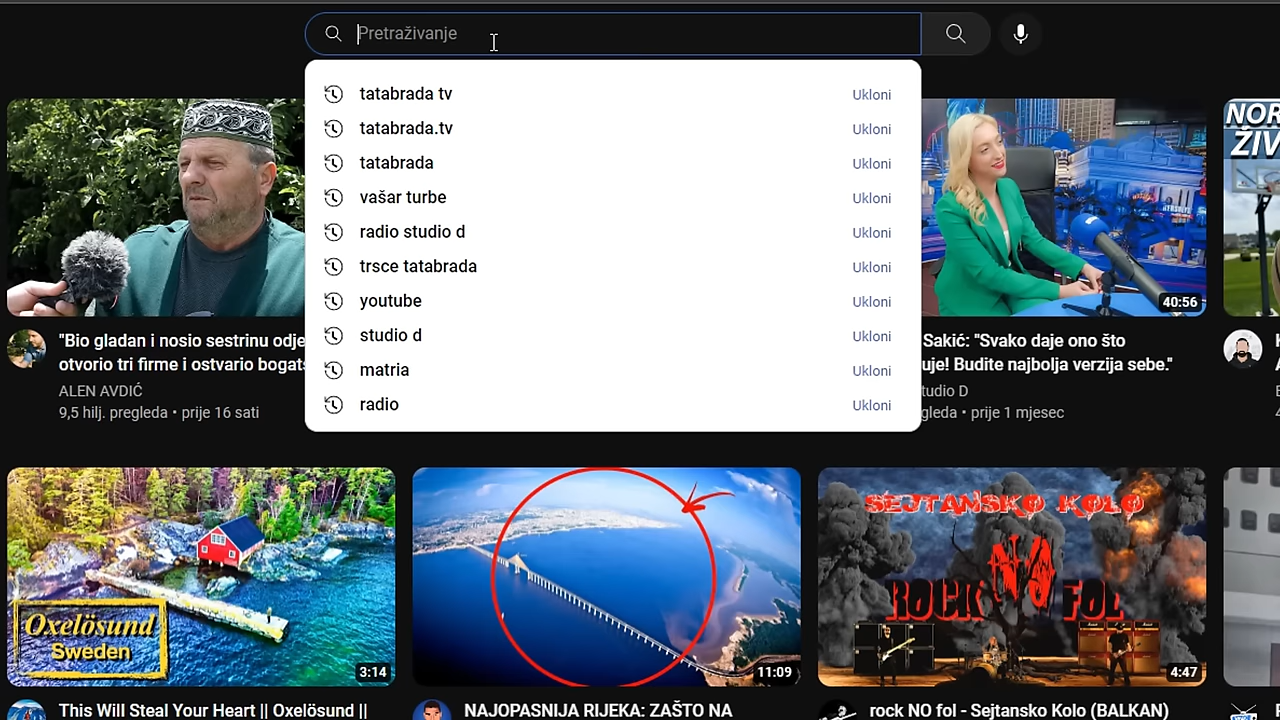 Pretraživanje
tatabrada tv
Ukloni
tatabrada.tv
Ukloni
tatabrada
Ukloni
vašar turbe
Ukloni
radio studio d
Ukloni
trsce tatabrada
Ukloni
youtube
Ukloni
studio d
Ukloni
matria
Ukloni
radio
Ukloni
"Bio gladan i nosio sestrinu odje
otvorio tri firme i ostvario bogats
ALEN AVDIĆ
9,5 hilj. pregleda • prije 16 sati
40:56
Sakić: "Svako daje ono što
uje! Budite najbolja verzija sebe."
tudio D
gleda • prije 1 mjesec
NOR
ŽIV
Oxelösund
Sweden
3:14
This Will Steal Your Heart || Oxelösund ||
11:09
NAJOPASNIJA RIJEKA: ZAŠTO NA
SEJTANSKO KOLO
ROCK NO FOL
4:47
rock NO fol - Sejtansko Kolo (BALKAN)